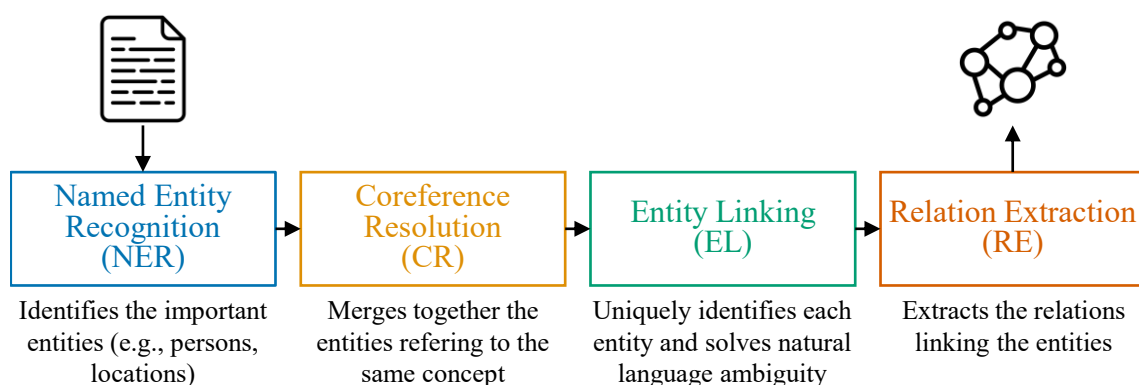 Named Entity
Recognition
(NER)
Coreference
Resolution
(CR)
Entity Linking
(EL)
Relation Extraction
(RE)
Identifies the important
entities (e.g., persons,
locations)
Merges together the
entities refering to the
same concept
Uniquely identifies each
entity and solves natural
language ambiguity
Extracts the relations
linking the entities